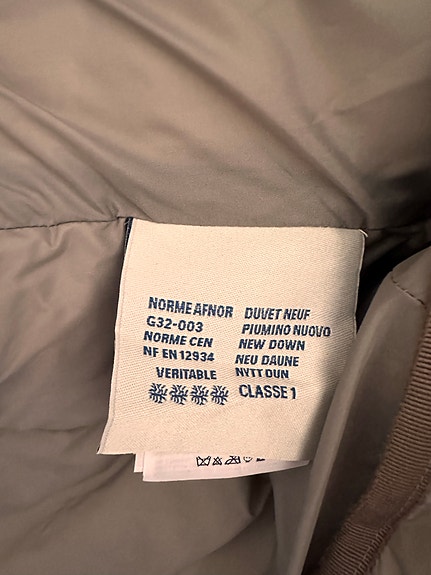 NORME AFNOR
G32-003
NORME CEN
NF EN 12934
VERITABLE
DUVET NEUF
PIUMINO NUOVO
NEW DOWN
NEU DAUNE
NYTT DUN
CLASSE 1